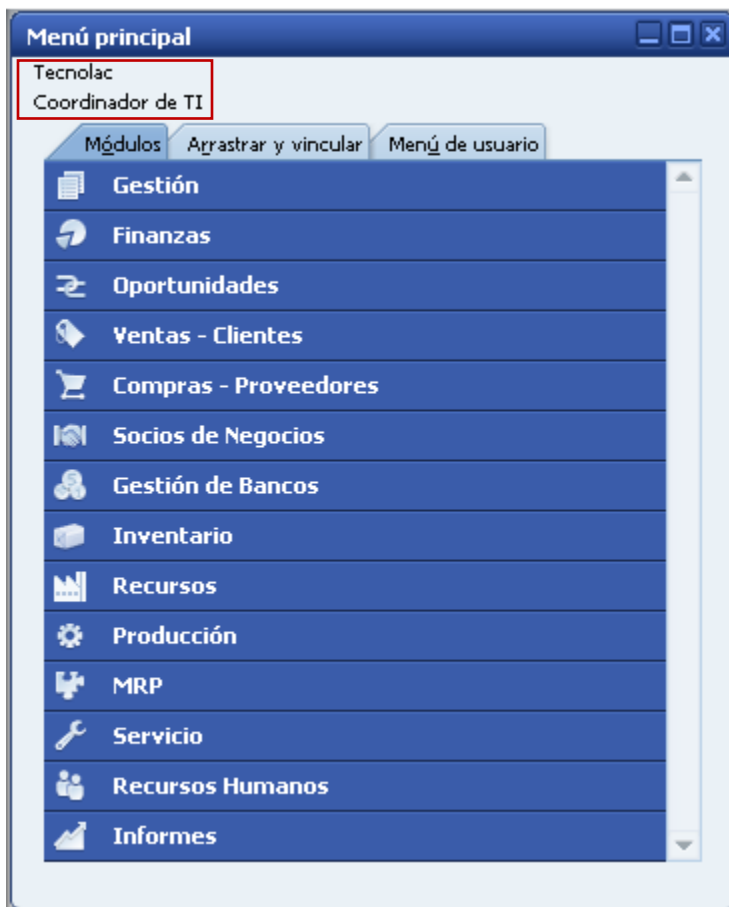 Menú principal
Tecnolac
Coordinador de TI
Módulos Arrastrar y vincular Menú de usuario
Gestión
Finanzas
Oportunidades
Ventas - Clientes
Compras - Proveedores
Socios de Negocios
Gestión de Bancos
Inventario
Recursos
Producción
MRP
Servicio
Recursos Humanos
Informes